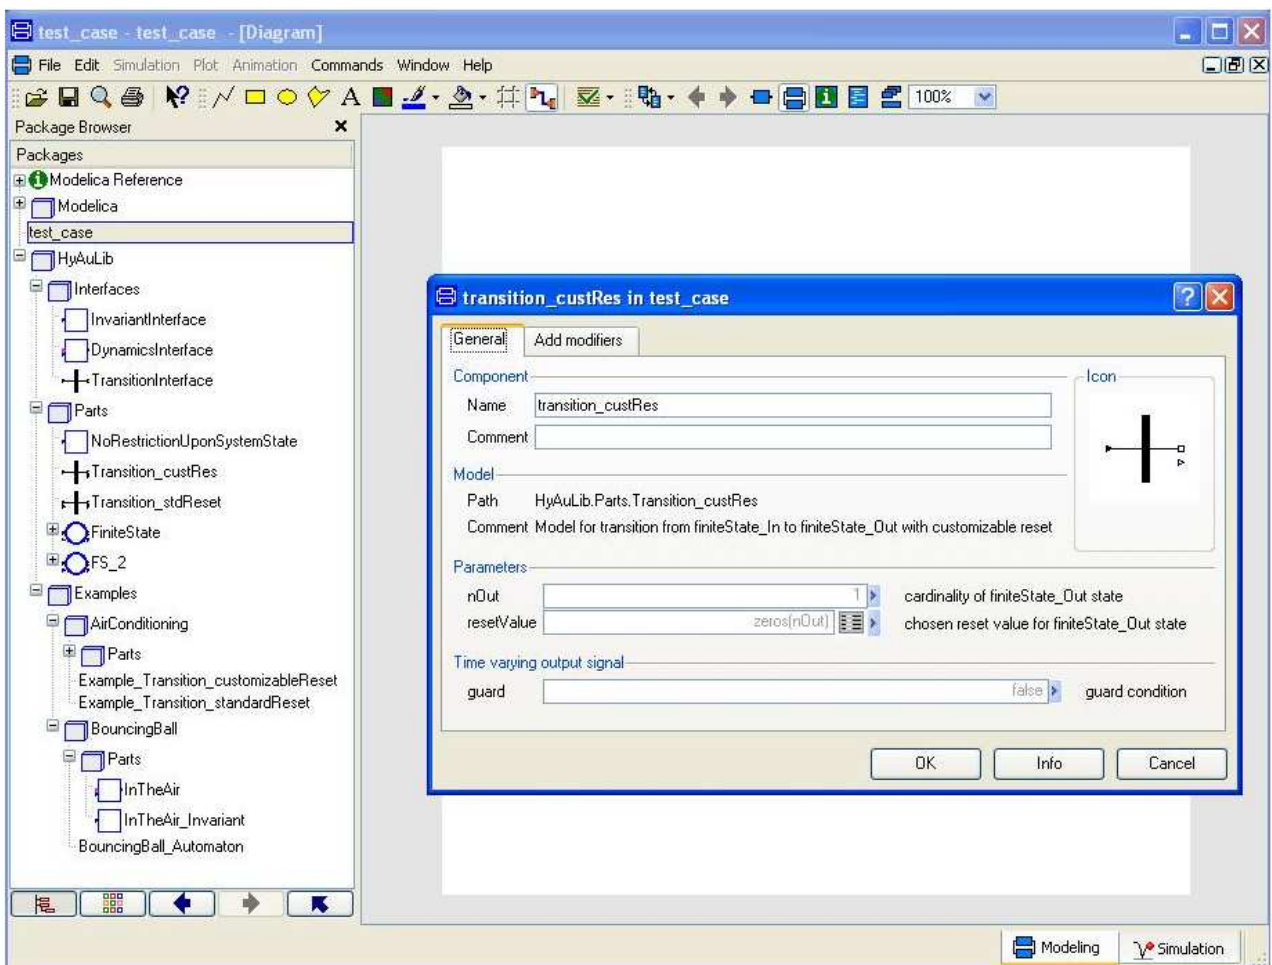 test_case - test_case - [Diagram]
File Edit Simulation Plot Animation Commands Window Help
A 100%
Package Browser
Packages
Modelica Reference
Modelica
test_case
HyAuLib
Interfaces
InvariantInterface
DynamicsInterface
TransitionInterface
Parts
NoRestrictionUponSystemState
Transition_custRes
Transition_stdReset
FiniteState
FS_2
Examples
AirConditioning
Parts
Example_Transition_customizableReset
Example_Transition_standardReset
BouncingBall
Parts
InTheAir
InTheAir_Invariant
BouncingBall_Automaton
transition_custRes in test_case
General Add modifiers
Component Icon
Name transition_custRes
Comment
Model
Path HyAuLib.Parts.Transition_custRes
Comment Model for transition from finiteState_In to finiteState_Out with customizable reset
Parameters
nOut 1 cardinality of finiteState_Out state
resetValue zeros(nOut) chosen reset value for finiteState_Out state
Time varying output signal
guard false guard condition
OK Info Cancel
Modeling Simulation